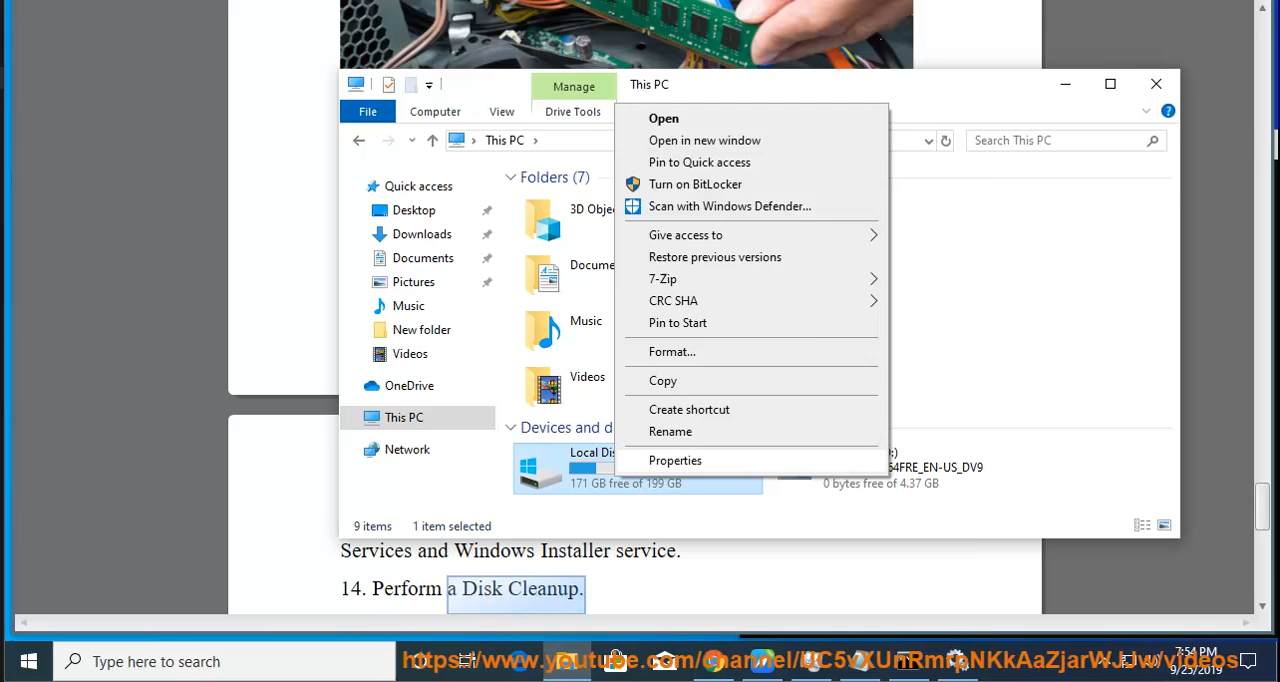 Manage
This PC
File
Computer
View
Drive Tools
This PC
Search This PC
Quick access
Desktop
Downloads
Documents
Pictures
Music
New folder
Videos
OneDrive
This PC
Network
Folders (7)
3D Obje
Docume
Music
Videos
Devices and d
Local Dis
171 GB free of 199 GB
:)
64FRE_EN-US_DV9
0 bytes free of 4.37 GB
Open
Open in new window
Pin to Quick access
Turn on BitLocker
Scan with Windows Defender...
Give access to
Restore previous versions
7-Zip
CRC SHA
Pin to Start
Format...
Copy
Create shortcut
Rename
Properties
9 items
1 item selected
Services and Windows Installer service.
14. Perform a Disk Cleanup.
Type here to search
7:54 PM
9/25/2019